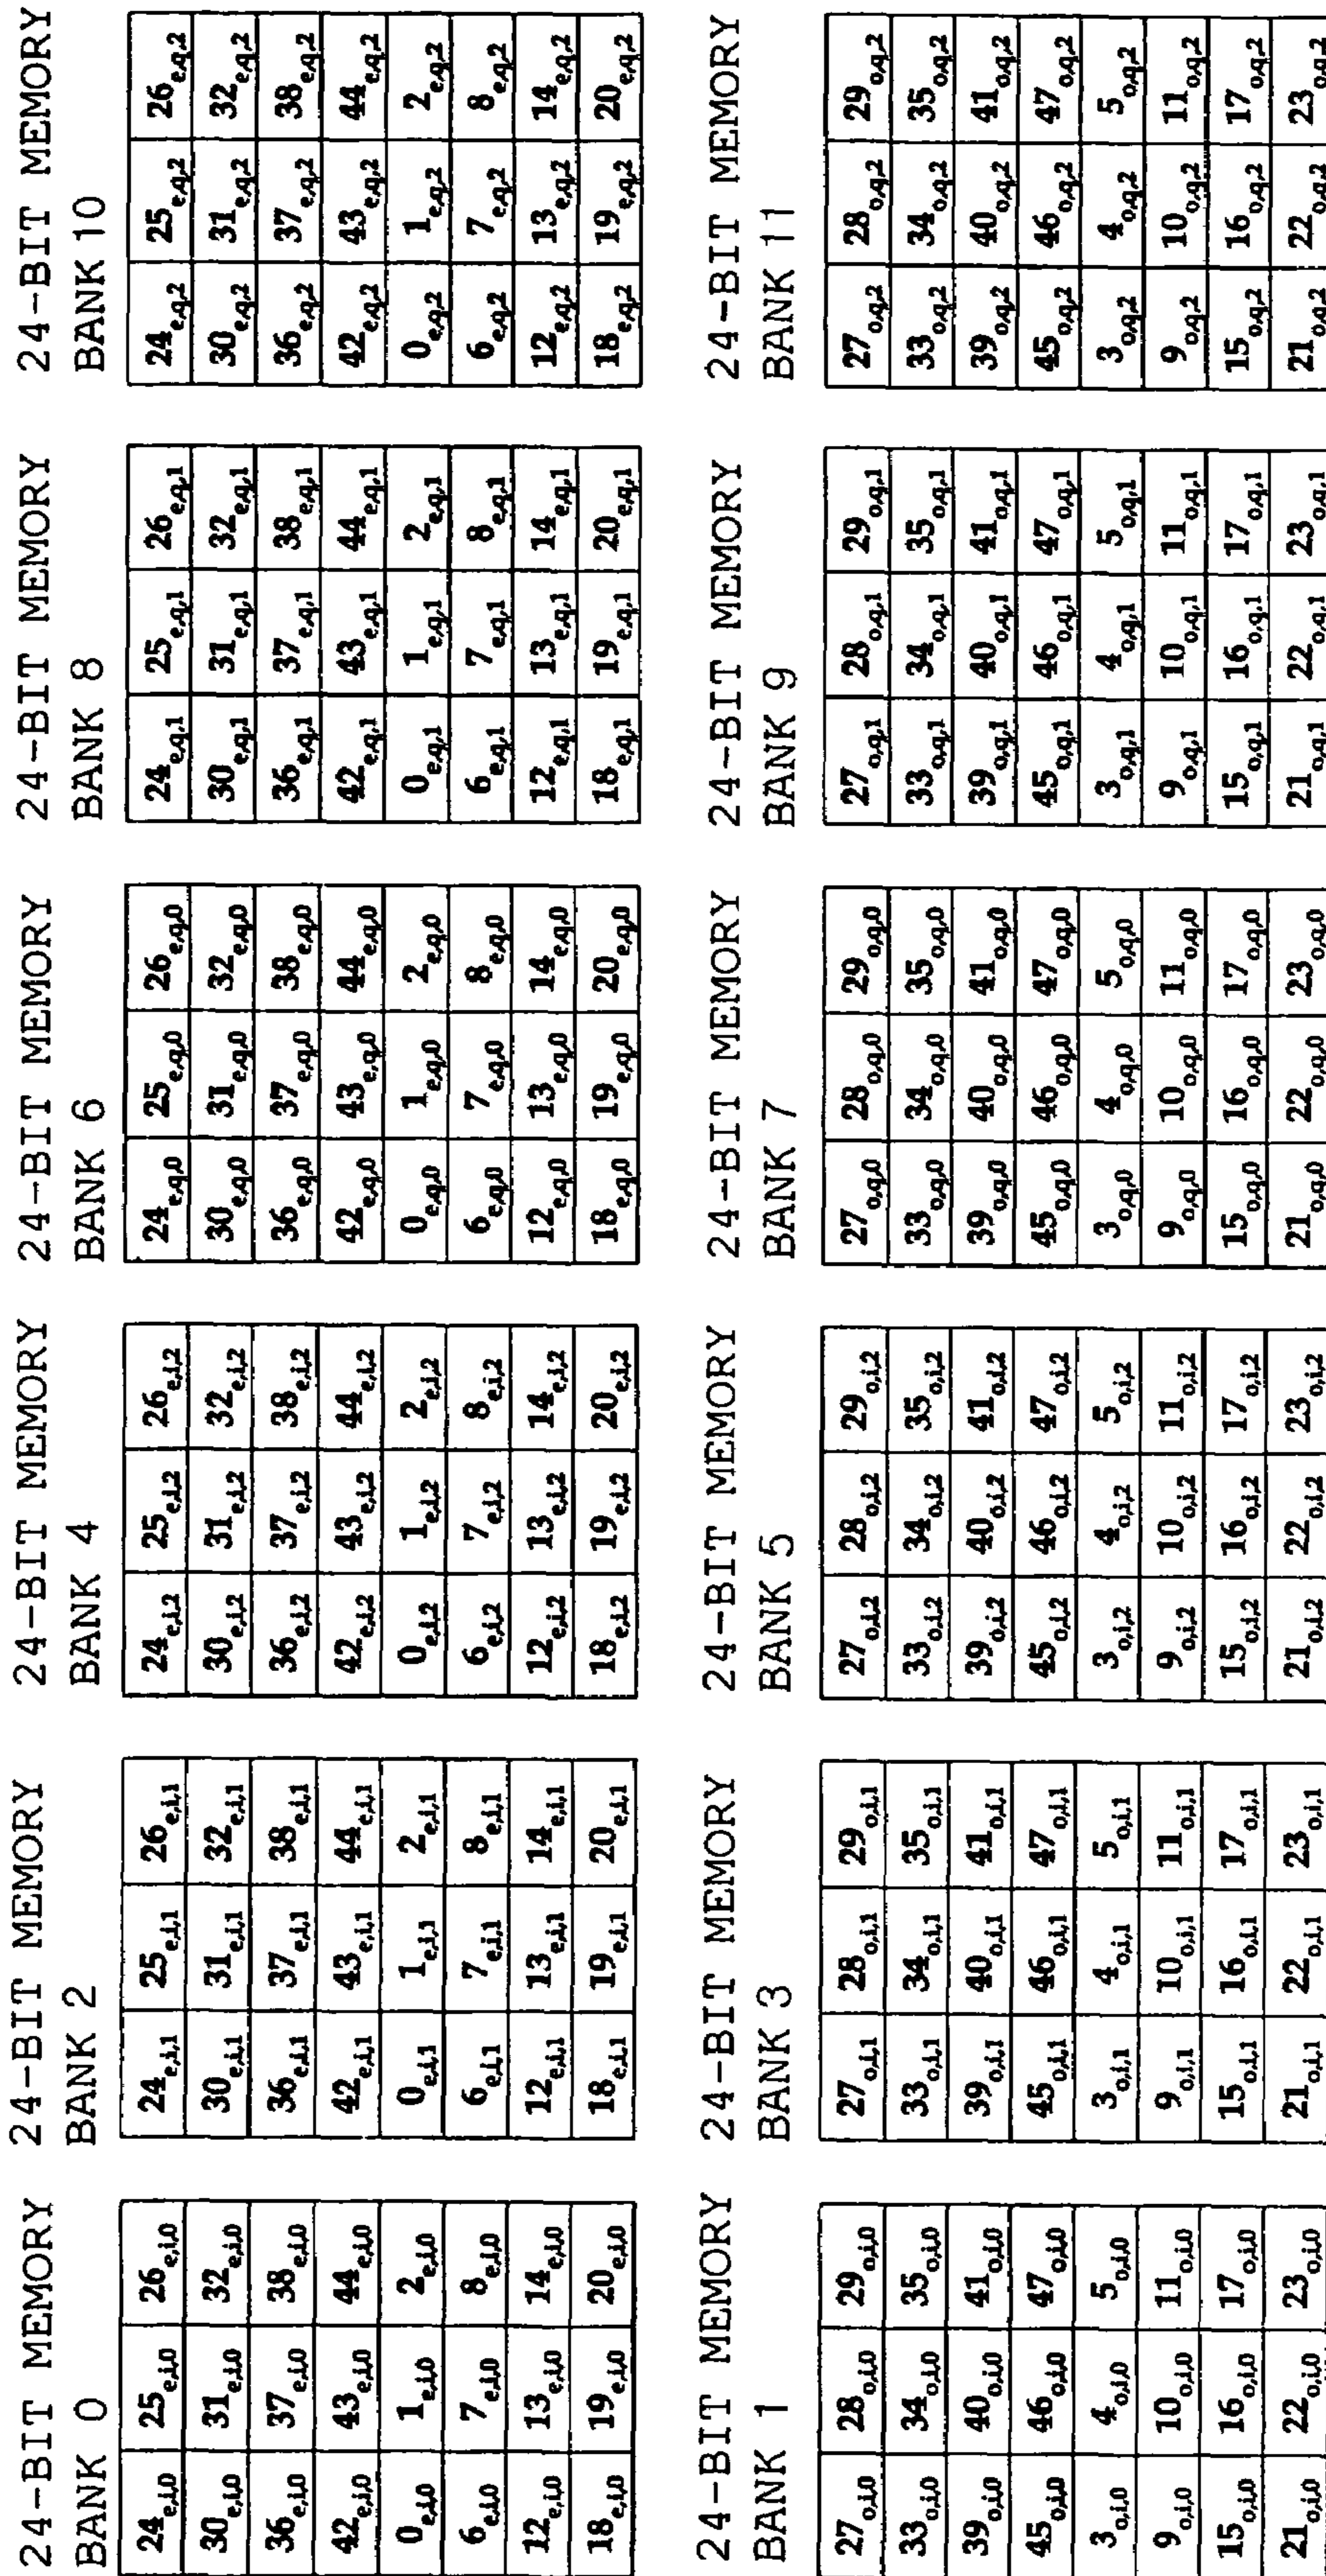 24-BIT MEMORY
BANK 0
24e,i,0 25e,i,0 26e,i,0
30e,i,0 31e,i,0 32e,i,0
36e,i,0 37e,i,0 38e,i,0
42e,i,0 43e,i,0 44e,i,0
0e,i,0 1e,i,0 2e,i,0
6e,i,0 7e,i,0 8e,i,0
12e,i,0 13e,i,0 14e,i,0
18e,i,0 19e,i,0 20e,i,0
24-BIT MEMORY
BANK 2
24e,i,1 25e,i,1 26e,i,1
30e,i,1 31e,i,1 32e,i,1
36e,i,1 37e,i,1 38e,i,1
42e,i,1 43e,i,1 44e,i,1
0e,i,1 1e,i,1 2e,i,1
6e,i,1 7e,i,1 8e,i,1
12e,i,1 13e,i,1 14e,i,1
18e,i,1 19e,i,1 20e,i,1
24-BIT MEMORY
BANK 4
24e,i,2 25e,i,2 26e,i,2
30e,i,2 31e,i,2 32e,i,2
36e,i,2 37e,i,2 38e,i,2
42e,i,2 43e,i,2 44e,i,2
0e,i,2 1e,i,2 2e,i,2
6e,i,2 7e,i,2 8e,i,2
12e,i,2 13e,i,2 14e,i,2
18e,i,2 19e,i,2 20e,i,2
24-BIT MEMORY
BANK 6
24e,q,0 25e,q,0 26e,q,0
30e,q,0 31e,q,0 32e,q,0
36e,q,0 37e,q,0 38e,q,0
42e,q,0 43e,q,0 44e,q,0
0e,q,0 1e,q,0 2e,q,0
6e,q,0 7e,q,0 8e,q,0
12e,q,0 13e,q,0 14e,q,0
18e,q,0 19e,q,0 20e,q,0
24-BIT MEMORY
BANK 8
24e,q,1 25e,q,1 26e,q,1
30e,q,1 31e,q,1 32e,q,1
36e,q,1 37e,q,1 38e,q,1
42e,q,1 43e,q,1 44e,q,1
0e,q,1 1e,q,1 2e,q,1
6e,q,1 7e,q,1 8e,q,1
12e,q,1 13e,q,1 14e,q,1
18e,q,1 19e,q,1 20e,q,1
24-BIT MEMORY
BANK 10
24e,q,2 25e,q,2 26e,q,2
30e,q,2 31e,q,2 32e,q,2
36e,q,2 37e,q,2 38e,q,2
42e,q,2 43e,q,2 44e,q,2
0e,q,2 1e,q,2 2e,q,2
6e,q,2 7e,q,2 8e,q,2
12e,q,2 13e,q,2 14e,q,2
18e,q,2 19e,q,2 20e,q,2
24-BIT MEMORY
BANK 1
27o,i,0 28o,i,0 29o,i,0
33o,i,0 34o,i,0 35o,i,0
39o,i,0 40o,i,0 41o,i,0
45o,i,0 46o,i,0 47o,i,0
3o,i,0 4o,i,0 5o,i,0
9o,i,0 10o,i,0 11o,i,0
15o,i,0 16o,i,0 17o,i,0
21o,i,0 22o,i,0 23o,i,0
24-BIT MEMORY
BANK 3
27o,i,1 28o,i,1 29o,i,1
33o,i,1 34o,i,1 35o,i,1
39o,i,1 40o,i,1 41o,i,1
45o,i,1 46o,i,1 47o,i,1
3o,i,1 4o,i,1 5o,i,1
9o,i,1 10o,i,1 11o,i,1
15o,i,1 16o,i,1 17o,i,1
21o,i,1 22o,i,1 23o,i,1
24-BIT MEMORY
BANK 5
27o,i,2 28o,i,2 29o,i,2
33o,i,2 34o,i,2 35o,i,2
39o,i,2 40o,i,2 41o,i,2
45o,i,2 46o,i,2 47o,i,2
3o,i,2 4o,i,2 5o,i,2
9o,i,2 10o,i,2 11o,i,2
15o,i,2 16o,i,2 17o,i,2
21o,i,2 22o,i,2 23o,i,2
24-BIT MEMORY
BANK 7
27o,q,0 28o,q,0 29o,q,0
33o,q,0 34o,q,0 35o,q,0
39o,q,0 40o,q,0 41o,q,0
45o,q,0 46o,q,0 47o,q,0
3o,q,0 4o,q,0 5o,q,0
9o,q,0 10o,q,0 11o,q,0
15o,q,0 16o,q,0 17o,q,0
21o,q,0 22o,q,0 23o,q,0
24-BIT MEMORY
BANK 9
27o,q,1 28o,q,1 29o,q,1
33o,q,1 34o,q,1 35o,q,1
39o,q,1 40o,q,1 41o,q,1
45o,q,1 46o,q,1 47o,q,1
3o,q,1 4o,q,1 5o,q,1
9o,q,1 10o,q,1 11o,q,1
15o,q,1 16o,q,1 17o,q,1
21o,q,1 22o,q,1 23o,q,1
24-BIT MEMORY
BANK 11
27o,q,2 28o,q,2 29o,q,2
33o,q,2 34o,q,2 35o,q,2
39o,q,2 40o,q,2 41o,q,2
45o,q,2 46o,q,2 47o,q,2
3o,q,2 4o,q,2 5o,q,2
9o,q,2 10o,q,2 11o,q,2
15o,q,2 16o,q,2 17o,q,2
21o,q,2 22o,q,2 23o,q,2